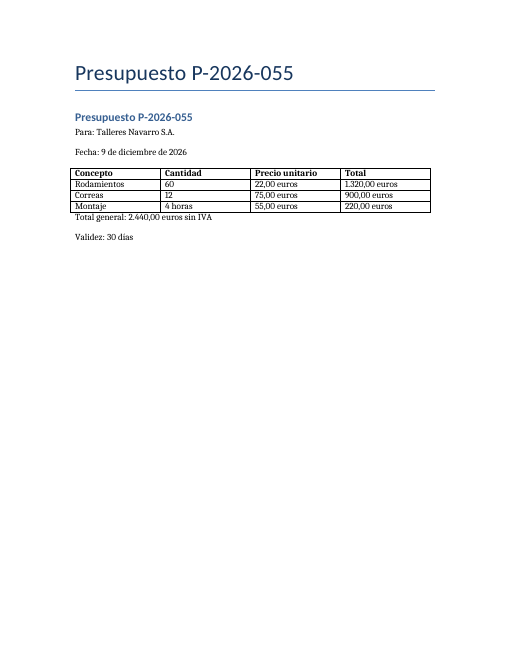 Presupuesto P-2026-055
Presupuesto P-2026-055
Para: Talleres Navarro S.A.
Fecha: 9 de diciembre de 2026
Concepto Cantidad Precio unitario Total
Rodamientos 60 22,00 euros 1.320,00 euros
Correas 12 75,00 euros 900,00 euros
Montaje 4 horas 55,00 euros 220,00 euros
Total general: 2.440,00 euros sin IVA
Validez: 30 días